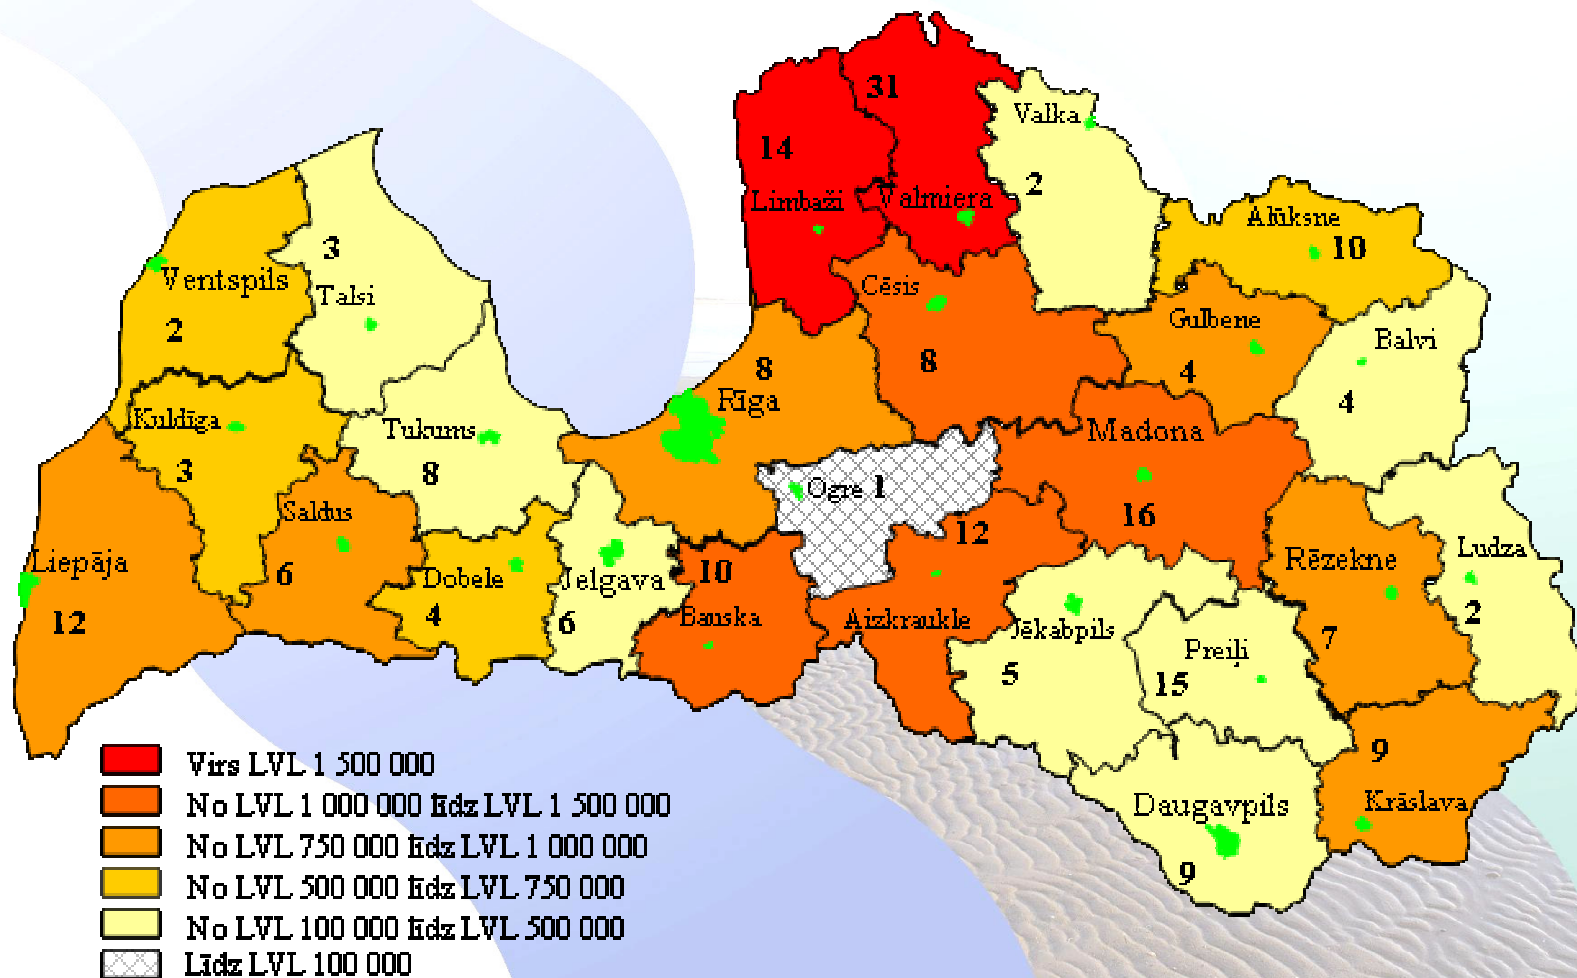 31
Valka
14
2
Limbaži
Valmiera
Alūksne
10
3
Ventspils
Talsi
Cēsis
Gulbene
2
Balvi
8
8
4
4
Rīga
Kuldīga
Tukums
Madona
3
8
Ogre 1
Saldus
16
12
Liepāja
6
Dobele
Jelgava
10
Rēzekne
Ludza
12
4
6
Bauska
Aizkraukle
Jēkabpils
2
7
Preiļi
5
15
9
Daugavpils
Krāslava
9
Virs LVL 1 500 000
No LVL 1 000 000 līdz LVL 1 500 000
No LVL 750 000 līdz LVL 1 000 000
No LVL 500 000 līdz LVL 750 000
No LVL 100 000 līdz LVL 500 000
Līdz LVL 100 000